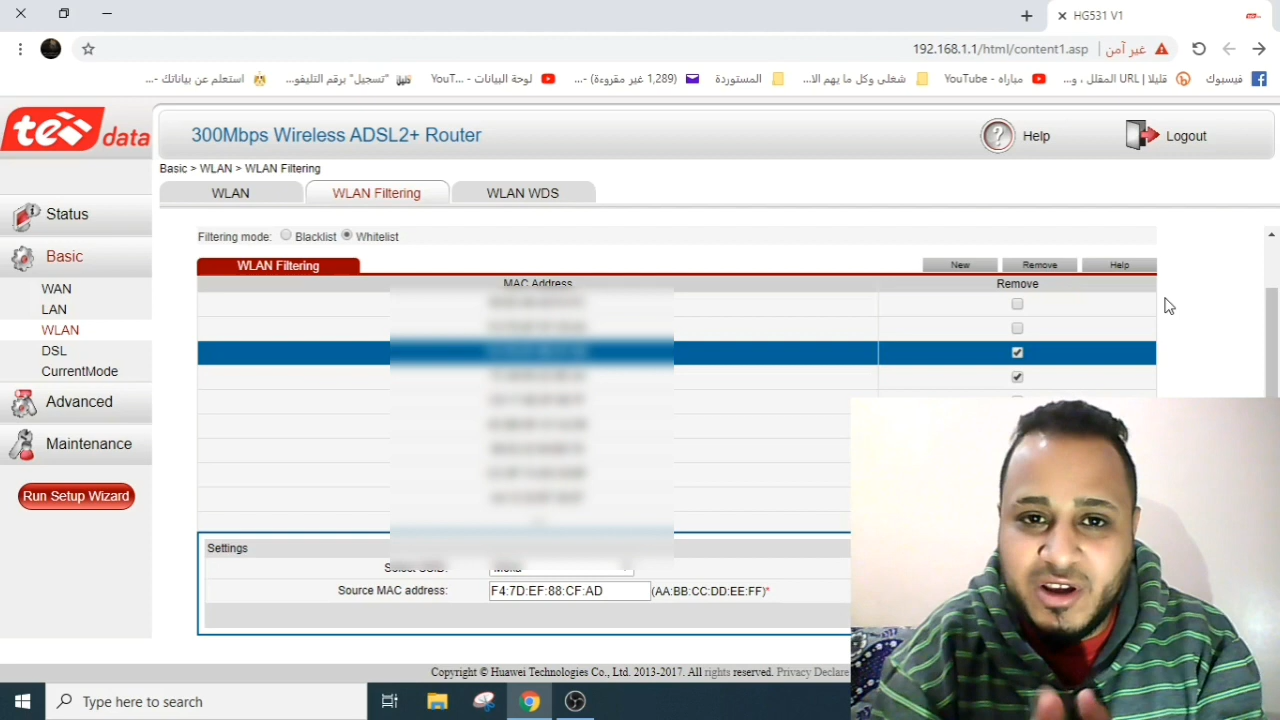 HG531 V1
192.168.1.1/html/content1.asp
غير آمن
فيسبوك
قليلا | URL المقلل ، و...
مباراه - YouTube
شغلى وكل ما يهم الا...
المستوردة
(1,289 غير مقروءة) -...
لوحة البيانات - YouT...
"تسجيل" برقم التليفو...
استعلم عن بياناتك -...
te data
300Mbps Wireless ADSL2+ Router
Help
Logout
Basic > WLAN > WLAN Filtering
WLAN
WLAN Filtering
WLAN WDS
Status
Basic
WAN
LAN
WLAN
DSL
CurrentMode
Advanced
Maintenance
Run Setup Wizard
Filtering mode: Blacklist Whitelist
WLAN Filtering
New
Remove
Help
MAC Address
Remove
Settings
Source MAC address: F4:7D:EF:88:CF:AD (AA:BB:CC:DD:EE:FF)*
Copyright © Huawei Technologies Co., Ltd. 2013-2017. All rights reserved. Privacy Declare
Type here to search